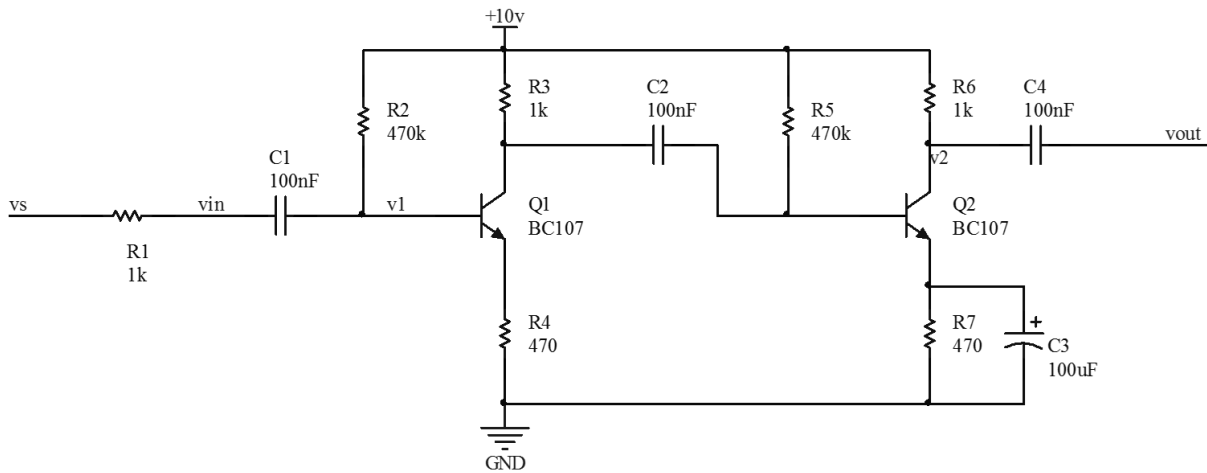 +10v
R3
1k
C2
100nF
R6
1k
C4
100nF
R2
470k
R5
470k
vout
C1
100nF
v2
vs
vin
v1
Q1
BC107
Q2
BC107
R1
1k
R4
470
R7
470
+
C3
100uF
GND